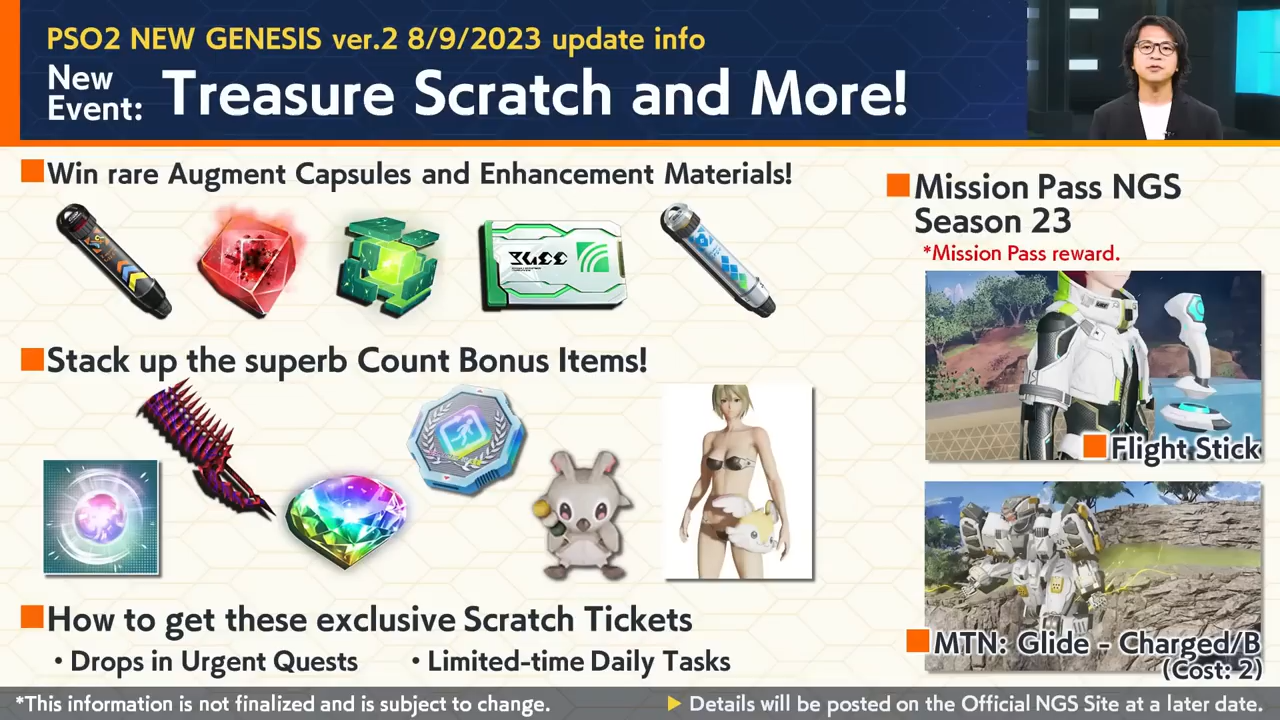 PSO2 NEW GENESIS ver.2 8/9/2023 update info
New
Event: Treasure Scratch and More!
Win rare Augment Capsules and Enhancement Materials!
Stack up the superb Count Bonus Items!
How to get these exclusive Scratch Tickets
• Drops in Urgent Quests
• Limited-time Daily Tasks
Mission Pass NGS
Season 23
*Mission Pass reward.
Flight Stick
MTN: Glide - Charged/B
(Cost: 2)
*This information is not finalized and is subject to change.
Details will be posted on the Official NGS Site at a later date.